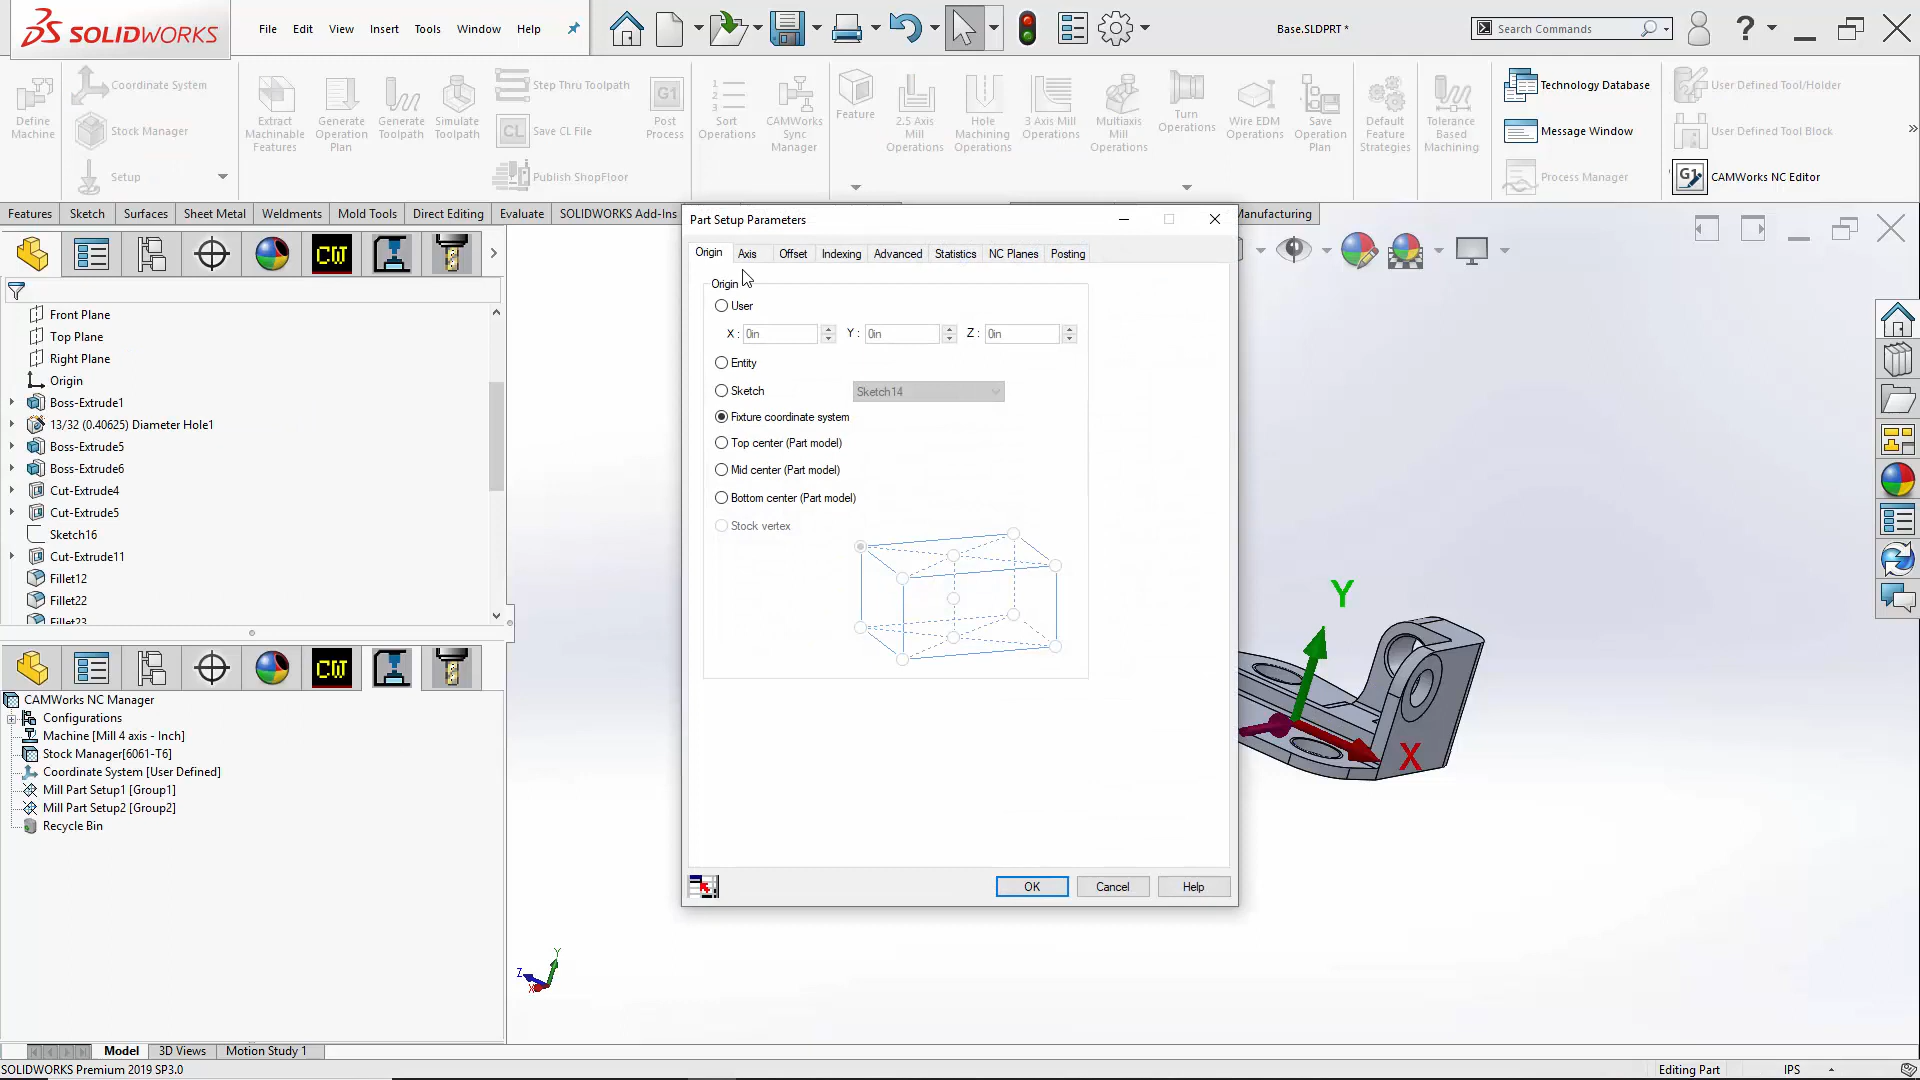 SOLIDWORKS
File Edit View Insert Tools Window Help
Base.SLDPRT *
Search Commands
Define Machine
Coordinate System
Stock Manager
Setup
Extract Machinable Features
Generate Operation Plan
Generate Toolpath
Simulate Toolpath
Step Thru Toolpath
CL
Save CL File
Publish ShopFloor
G1
Post Process
Sort Operations
CAMWorks Sync Manager
Feature
2.5 Axis Mill Operations
Hole Machining Operations
3 Axis Mill Operations
Multiaxis Mill Operations
Turn Operations
Wire EDM Operations
Save Operation Plan
Default Feature Strategies
Tolerance Based Machining
Technology Database
Message Window
Process Manager
User Defined Tool/Holder
User Defined Tool Block
G1
CAMWorks NC Editor
Features Sketch Surfaces Sheet Metal Weldments Mold Tools Direct Editing Evaluate SOLIDWORKS Add-Ins
Manufacturing
CW
Front Plane
Top Plane
Right Plane
Origin
Boss-Extrude1
13/32 (0.40625) Diameter Hole1
Boss-Extrude5
Boss-Extrude6
Cut-Extrude4
Cut-Extrude5
Sketch16
Cut-Extrude11
Fillet12
Fillet22
Fillet23
CW
CAMWorks NC Manager
Configurations
Machine [Mill 4 axis - Inch]
Stock Manager[6061-T6]
Coordinate System [User Defined]
Mill Part Setup1 [Group1]
Mill Part Setup2 [Group2]
Recycle Bin
Part Setup Parameters
Origin Axis Offset Indexing Advanced Statistics NC Planes Posting
Origin
User
X : 0in Y : 0in Z : 0in
Entity
Sketch Sketch14
Fixture coordinate system
Top center (Part model)
Mid center (Part model)
Bottom center (Part model)
Stock vertex
OK Cancel Help
Y
X
Y
Z
X
Model 3D Views Motion Study 1
SOLIDWORKS Premium 2019 SP3.0
Editing Part IPS